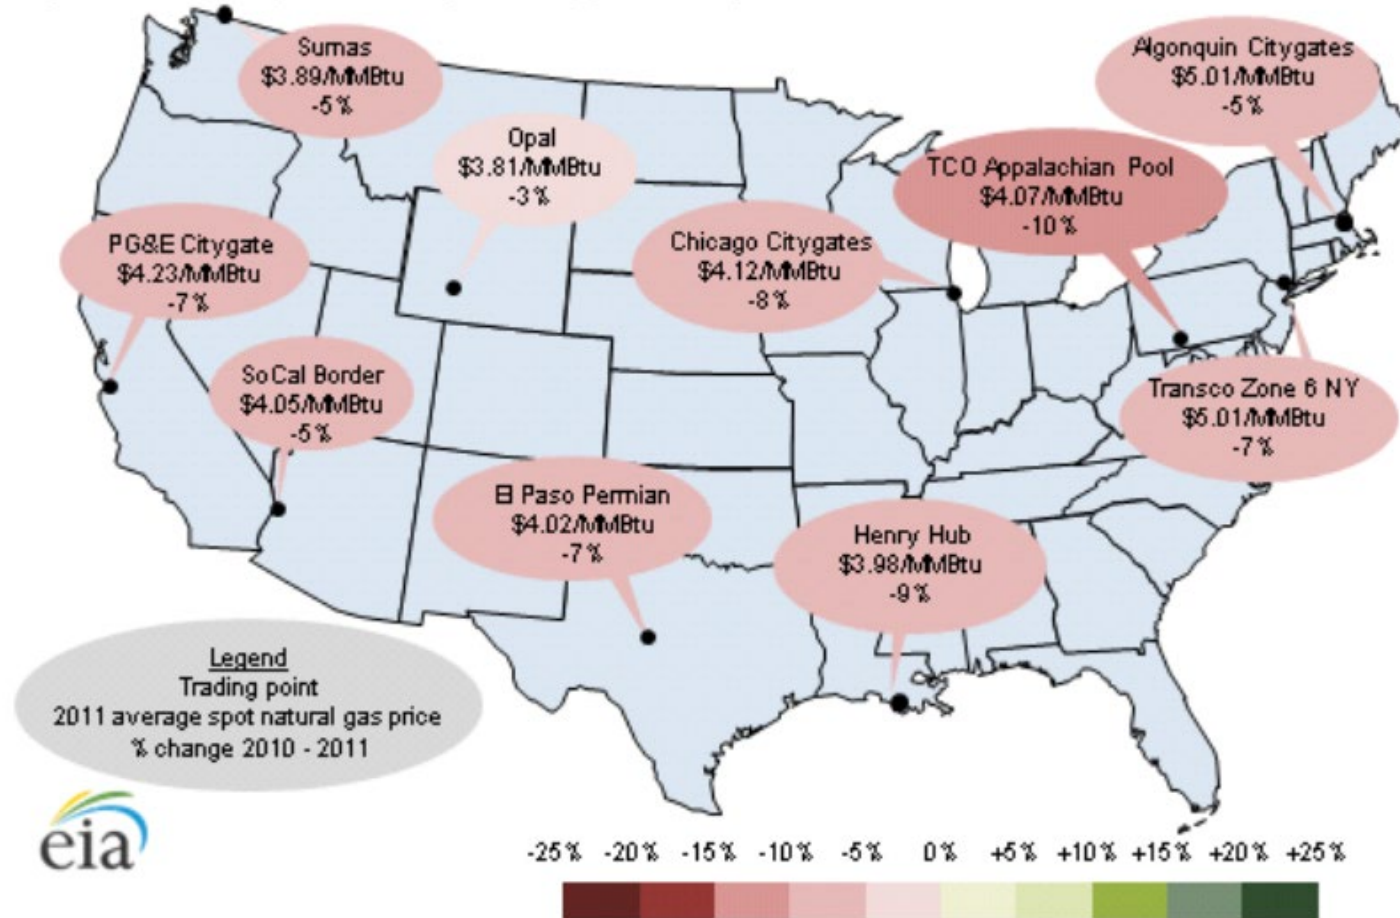 Sumas
$3.89/MMBtu
-5%
Algonquin Citygates
$5.01/MMBtu
-5%
Opal
$3.81/MMBtu
-3%
TCO Appalachian Pool
$4.07/MMBtu
-10%
PG&E Citygate
$4.23/MMBtu
-7%
Chicago Citygates
$4.12/MMBtu
-8%
SoCal Border
$4.05/MMBtu
-5%
Transco Zone 6 NY
$5.01/MMBtu
-7%
El Paso Permian
$4.02/MMBtu
-7%
Henry Hub
$3.98/MMBtu
-9%
Legend
Trading point
2011 average spot natural gas price
% change 2010 - 2011
eia
-25% -20% -15% -10% -5% 0% +5% +10% +15% +20% +25%